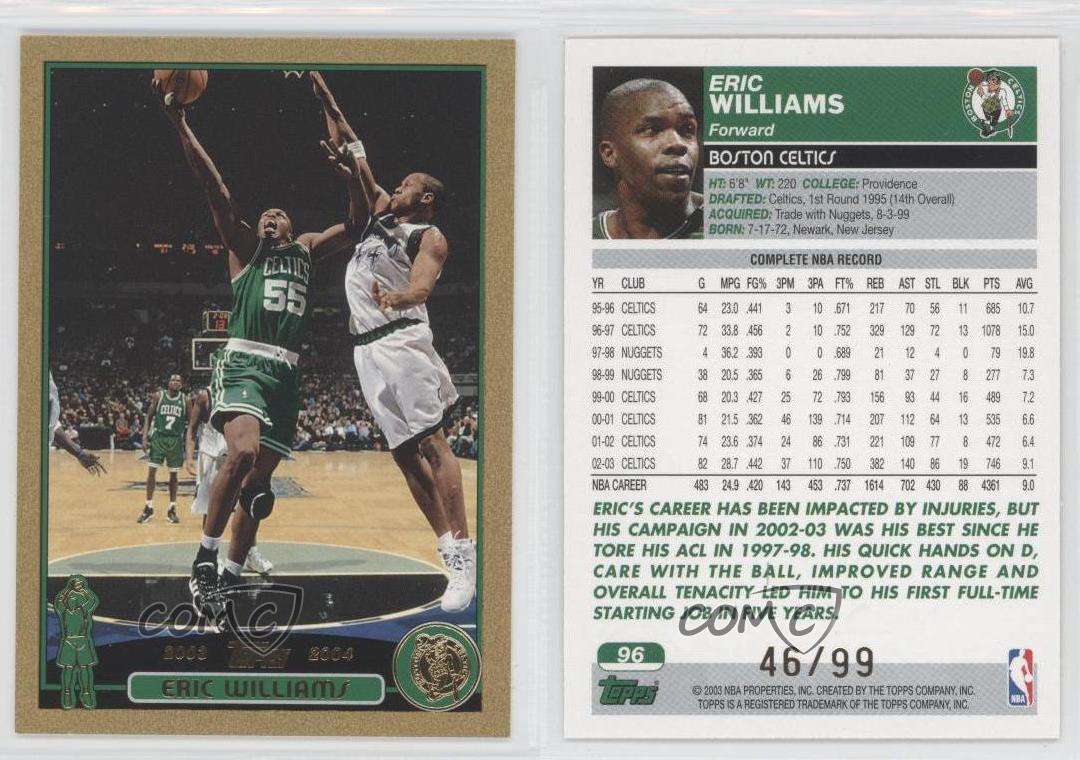 CELTICS
55
CELTICS
7
COMC
2003 Topps 2004
ERIC WILLIAMS
ERIC
WILLIAMS
Forward
BOSTON CELTICS
BOSTON CELTICS
HT: 6'8" WT: 220 COLLEGE: Providence
DRAFTED: Celtics, 1st Round 1995 (14th Overall)
ACQUIRED: Trade with Nuggets, 8-3-99
BORN: 7-17-72, Newark, New Jersey
COMPLETE NBA RECORD
YR CLUB G MPG FG% 3PM 3PA FT% REB AST STL BLK PTS AVG
95-96 CELTICS 64 23.0 .441 3 10 .671 217 70 56 11 685 10.7
96-97 CELTICS 72 33.8 .456 2 10 .752 329 129 72 13 1078 15.0
97-98 NUGGETS 4 36.2 .393 0 0 .689 21 12 4 0 79 19.8
98-99 NUGGETS 38 20.5 .365 6 26 .799 81 37 27 8 277 7.3
99-00 CELTICS 68 20.3 .427 25 72 .793 156 93 44 16 489 7.2
00-01 CELTICS 81 21.5 .362 46 139 .714 207 112 64 13 535 6.6
01-02 CELTICS 74 23.6 .374 24 86 .731 221 109 77 8 472 6.4
02-03 CELTICS 82 28.7 .442 37 110 .750 382 140 86 19 746 9.1
NBA CAREER 483 24.9 .420 143 453 .737 1614 702 430 88 4361 9.0
ERIC'S CAREER HAS BEEN IMPACTED BY INJURIES, BUT
HIS CAMPAIGN IN 2002-03 WAS HIS BEST SINCE HE
TORE HIS ACL IN 1997-98. HIS QUICK HANDS ON D,
CARE WITH THE BALL, IMPROVED RANGE AND
OVERALL TENACITY LED HIM TO HIS FIRST FULL-TIME
STARTING JOB IN FIVE YEARS.
COMC
96
46/99
Topps
© 2003 NBA PROPERTIES, INC. CREATED BY THE TOPPS COMPANY, INC.
TOPPS IS A REGISTERED TRADEMARK OF THE TOPPS COMPANY, INC.
NBA